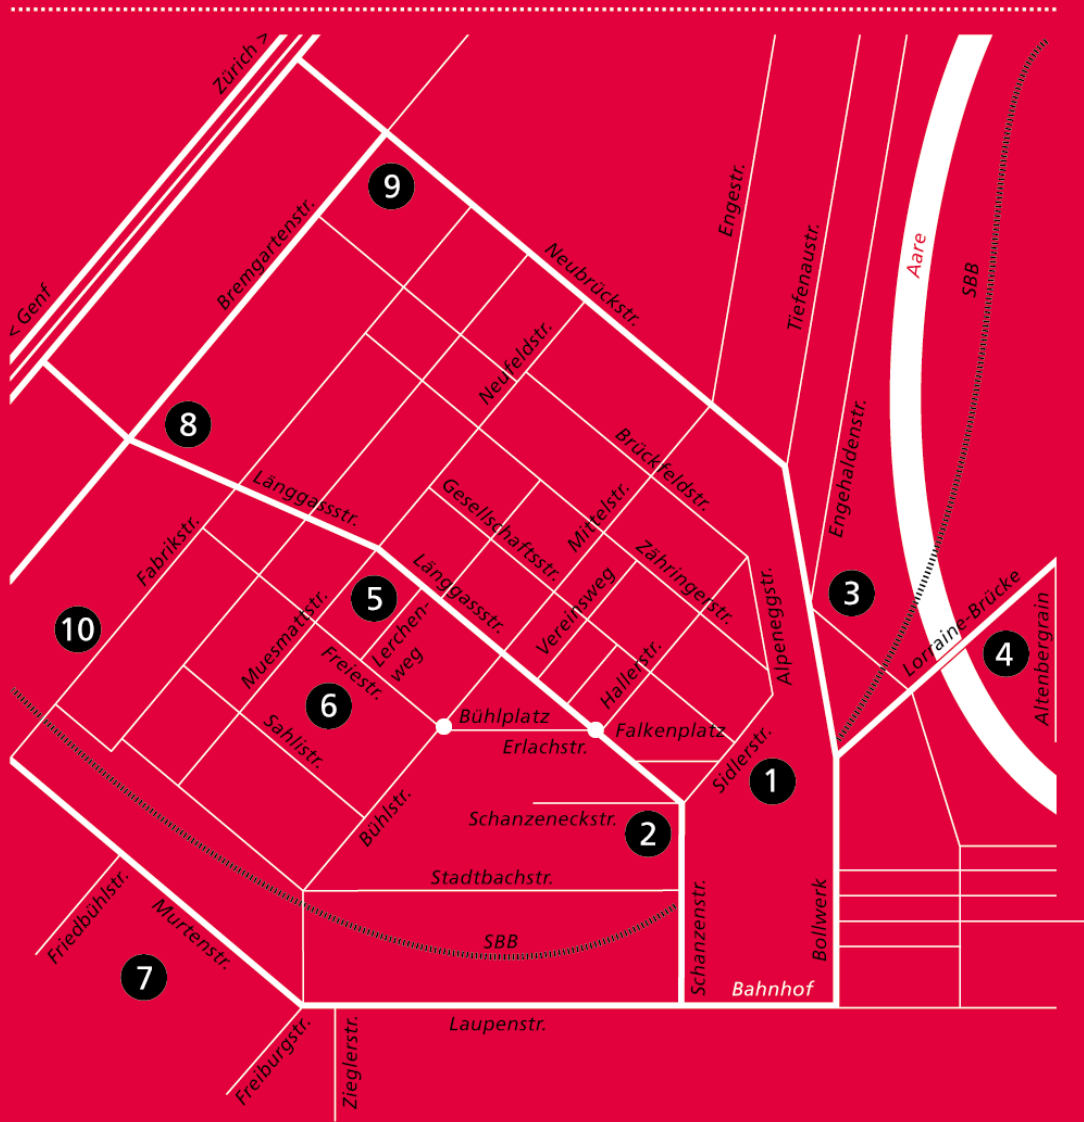 Zürich >
< Genf
9
Bremgartenstr.
Neubrückstr.
Engestr.
Tiefenaustr.
Aare
SBB
Neufeldstr.
8
Länggassstr.
Brückfeldstr.
Engehaldenstr.
Gesellschaftsstr.
Mittelstr.
Fabrikstr.
Zähringerstr.
Länggassstr.
5
Vereinsweg
Alpeneggstr.
3
Lorraine-Brücke
4
Altenbergrain
10
Muesmattstr.
Lerchen-
weg
Freiestr.
Hallerstr.
6
Sahlistr.
Bühlplatz
Erlachstr.
Falkenplatz
Sidlerstr.
1
Bühlstr.
Schanzeneckstr.
2
Stadtbachstr.
Schanzenstr.
Bollwerk
Friedbühlstr.
Murtenstr.
SBB
7
Bahnhof
Laupenstr.
Freiburgstr.
Zieglerstr.